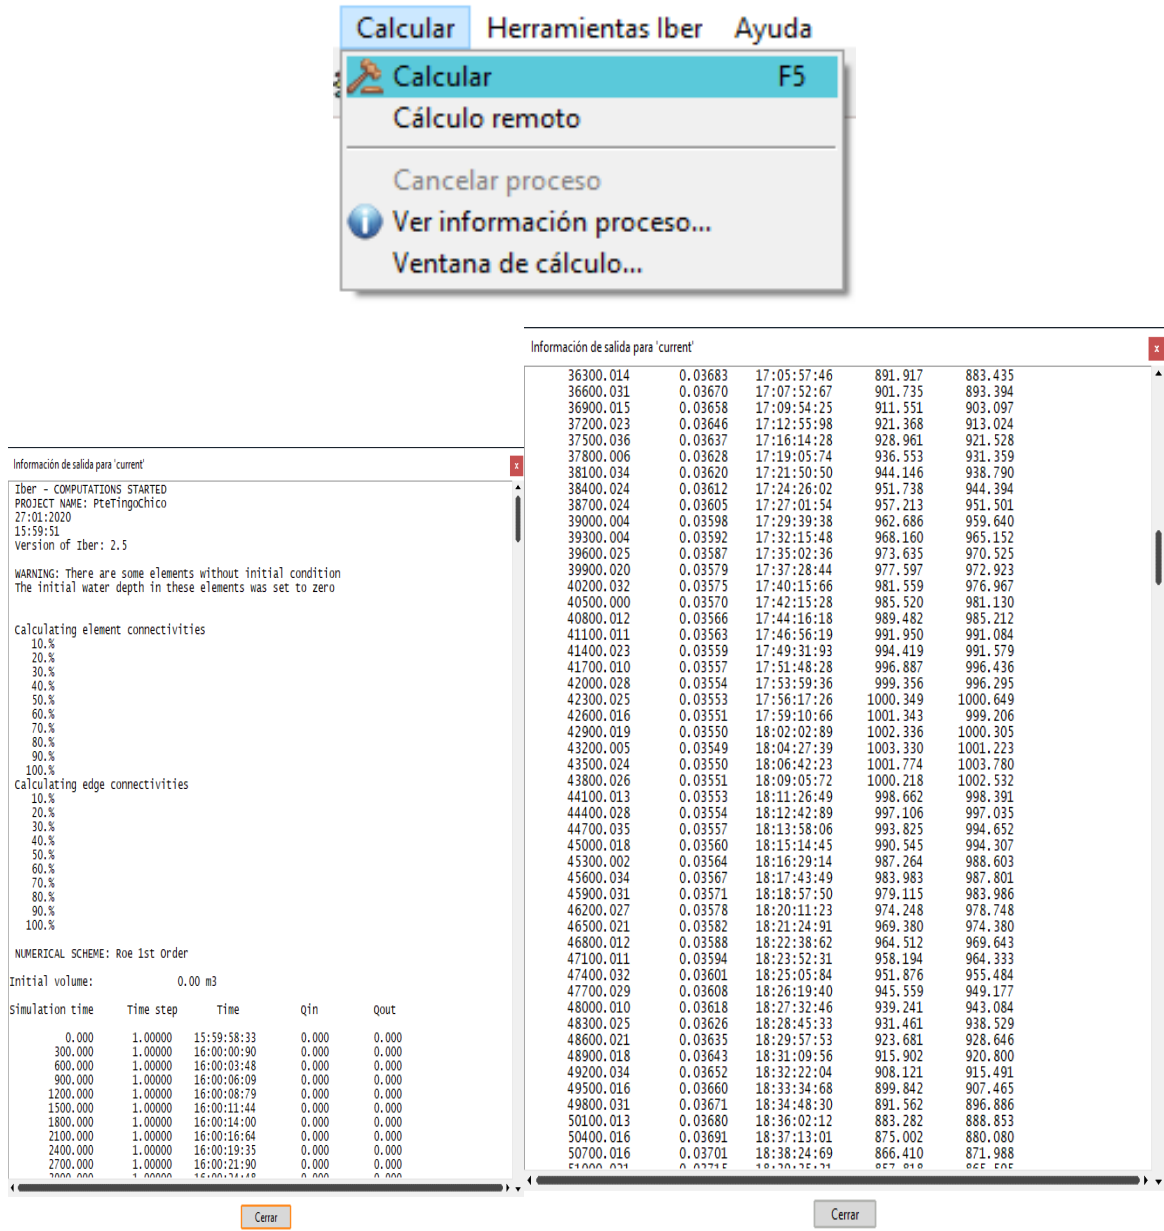 Calcular Herramientas Iber Ayuda
Calcular F5
Cálculo remoto
Cancelar proceso
Ver información proceso...
Ventana de cálculo...
Información de salida para 'current'
Iber - COMPUTATIONS STARTED
PROJECT NAME: PteTingoChico
27:01:2020
15:59:51
Version of Iber: 2.5
WARNING: There are some elements without initial condition
The initial water depth in these elements was set to zero
Calculating element connectivities
10.%
20.%
30.%
40.%
50.%
60.%
70.%
80.%
90.%
100.%
Calculating edge connectivities
10.%
20.%
30.%
40.%
50.%
60.%
70.%
80.%
90.%
100.%
NUMERICAL SCHEME: Roe 1st Order
Initial volume: 0.00 m3
Simulation time Time step Time Qin Qout
0.000 1.00000 15:59:58:33 0.000 0.000
300.000 1.00000 16:00:00:90 0.000 0.000
600.000 1.00000 16:00:03:48 0.000 0.000
900.000 1.00000 16:00:06:09 0.000 0.000
1200.000 1.00000 16:00:08:79 0.000 0.000
1500.000 1.00000 16:00:11:44 0.000 0.000
1800.000 1.00000 16:00:14:00 0.000 0.000
2100.000 1.00000 16:00:16:64 0.000 0.000
2400.000 1.00000 16:00:19:35 0.000 0.000
2700.000 1.00000 16:00:21:90 0.000 0.000
Cerrar
Información de salida para 'current'
36300.014 0.03683 17:05:57:46 891.917 883.435
36600.031 0.03670 17:07:52:67 901.735 893.394
36900.015 0.03658 17:09:54:25 911.551 903.097
37200.023 0.03646 17:12:55:98 921.368 913.024
37500.036 0.03637 17:16:14:28 928.961 921.528
37800.006 0.03628 17:19:05:74 936.553 931.359
38100.034 0.03620 17:21:50:50 944.146 938.790
38400.024 0.03612 17:24:26:02 951.738 944.394
38700.024 0.03605 17:27:01:54 957.213 951.501
39000.004 0.03598 17:29:39:38 962.686 959.640
39300.004 0.03592 17:32:15:48 968.160 965.152
39600.025 0.03587 17:35:02:36 973.635 970.525
39900.020 0.03579 17:37:28:44 977.597 972.923
40200.032 0.03575 17:40:15:66 981.559 976.967
40500.000 0.03570 17:42:15:28 985.520 981.130
40800.012 0.03566 17:44:16:18 989.482 985.212
41100.011 0.03563 17:46:56:19 991.950 991.084
41400.023 0.03559 17:49:31:93 994.419 991.579
41700.010 0.03557 17:51:48:28 996.887 996.436
42000.028 0.03554 17:53:59:36 999.356 996.295
42300.025 0.03553 17:56:17:26 1000.349 1000.649
42600.016 0.03551 17:59:10:66 1001.343 999.206
42900.019 0.03550 18:02:02:89 1002.336 1000.305
43200.005 0.03549 18:04:27:39 1003.330 1001.223
43500.024 0.03550 18:06:42:23 1001.774 1003.780
43800.026 0.03551 18:09:05:72 1000.218 1002.532
44100.013 0.03553 18:11:26:49 998.662 998.391
44400.028 0.03554 18:12:42:89 997.106 997.035
44700.035 0.03557 18:13:58:06 993.825 994.652
45000.018 0.03560 18:15:14:45 990.545 994.307
45300.002 0.03564 18:16:29:14 987.264 988.603
45600.034 0.03567 18:17:43:49 983.983 987.801
45900.031 0.03571 18:18:57:50 979.115 983.986
46200.027 0.03578 18:20:11:23 974.248 978.748
46500.021 0.03582 18:21:24:91 969.380 974.380
46800.012 0.03588 18:22:38:62 964.512 969.643
47100.011 0.03594 18:23:52:31 958.194 964.333
47400.032 0.03601 18:25:05:84 951.876 955.484
47700.029 0.03608 18:26:19:40 945.559 949.177
48000.010 0.03618 18:27:32:46 939.241 943.084
48300.025 0.03626 18:28:45:33 931.461 938.529
48600.021 0.03635 18:29:57:53 923.681 928.646
48900.018 0.03643 18:31:09:56 915.902 920.800
49200.034 0.03652 18:32:22:04 908.121 915.491
49500.016 0.03660 18:33:34:68 899.842 907.465
49800.031 0.03671 18:34:48:30 891.562 896.886
50100.013 0.03680 18:36:02:12 883.282 888.853
50400.016 0.03691 18:37:13:01 875.002 880.080
50700.016 0.03701 18:38:24:69 866.410 871.988
Cerrar